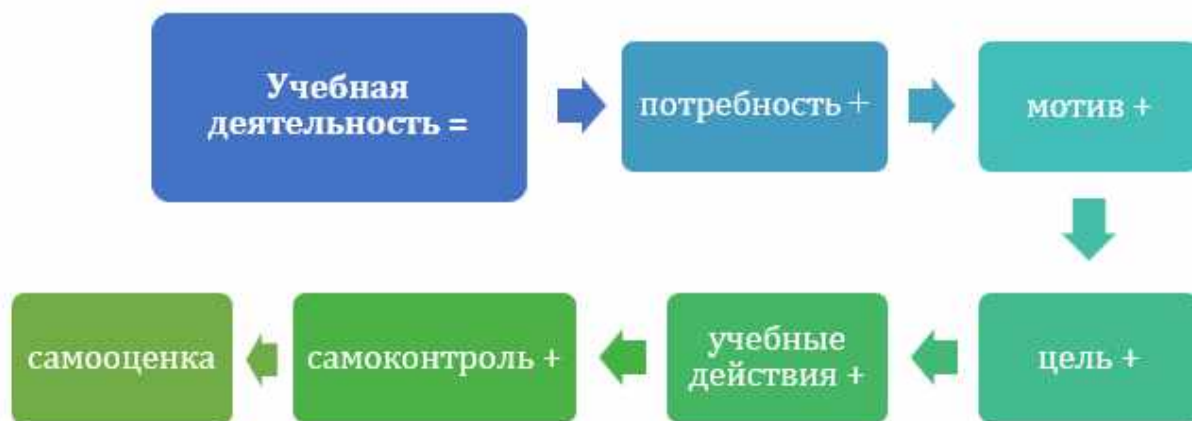 Учебная
деятельность =
потребность +
мотив +
цель +
учебные
действия +
самоконтроль +
самооценка